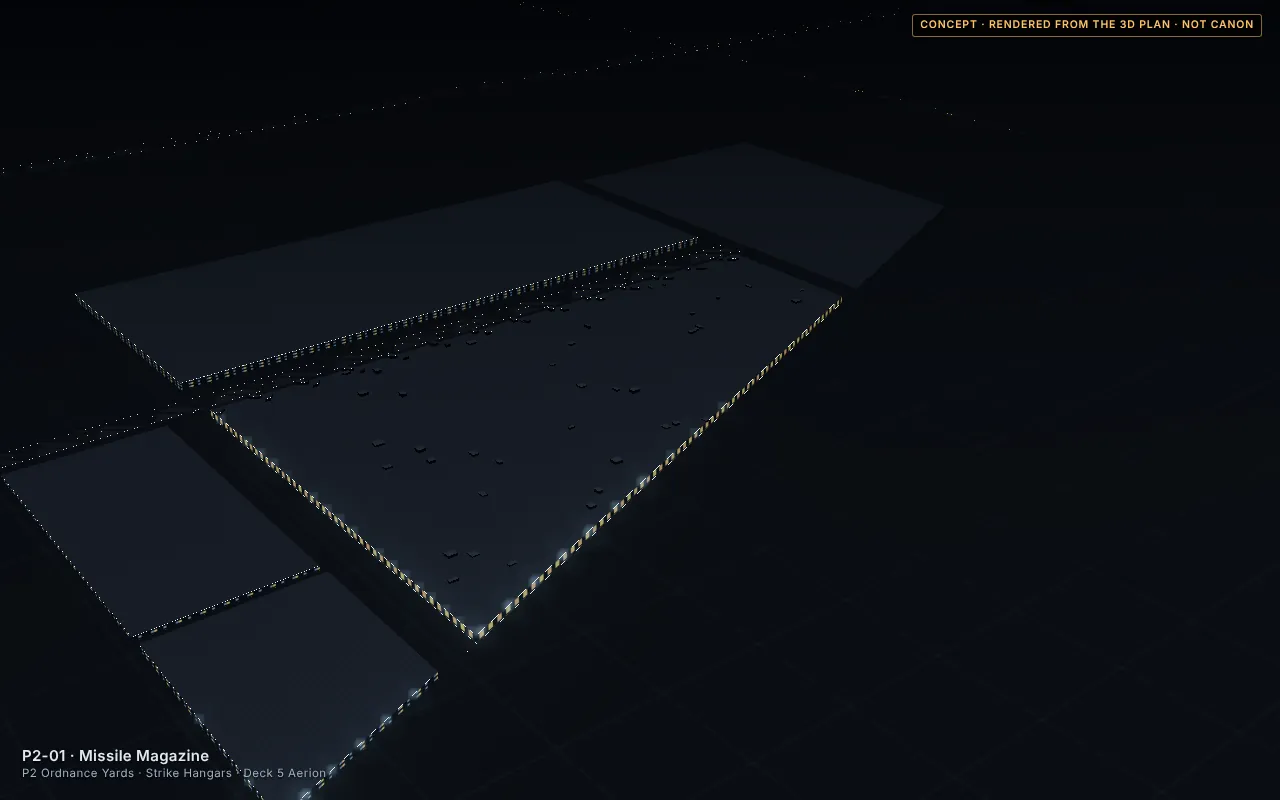 CONCEPT · RENDERED FROM THE 3D PLAN · NOT CANON
P2-01 · Missile Magazine
P2 Ordnance Yards · Strike Hangars · Deck 5 Aerion